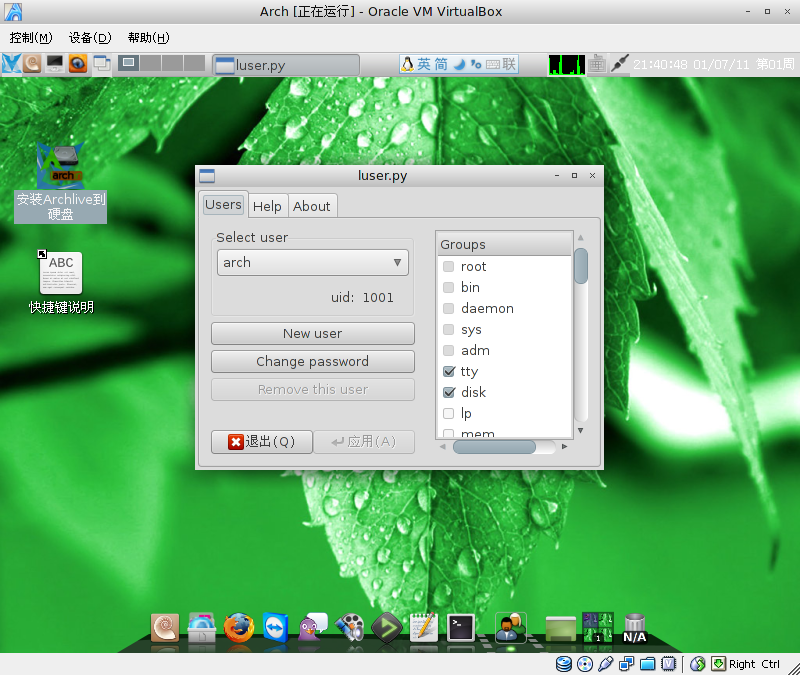 Arch [正在运行] - Oracle VM VirtualBox
控制(M) 设备(D) 帮助(H)
luser.py
英 简 联
21:40:48 01/07/11 第01周
arch
安装Archlive到
硬盘
ABC
快捷键说明
luser.py
Users Help About
Select user
arch
uid: 1001
New user
Change password
Remove this user
退出(Q) 应用(A)
Groups
root
bin
daemon
sys
adm
tty
disk
lp
mem
1
N/A
Right Ctrl